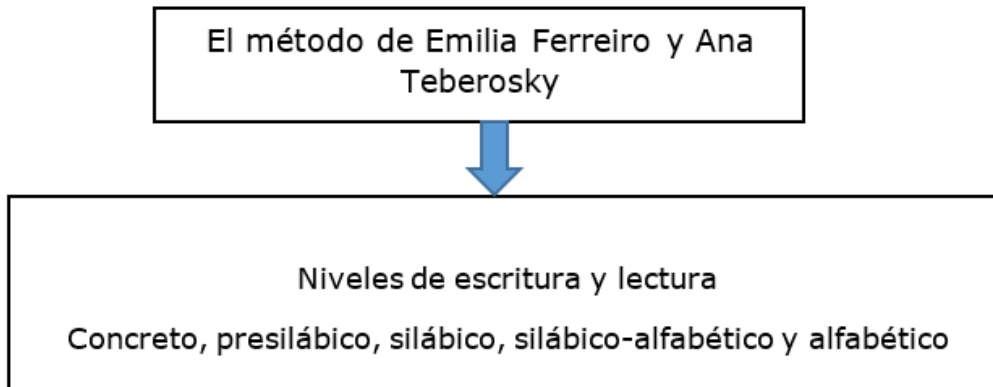 El método de Emilia Ferreiro y Ana
Teberosky
Niveles de escritura y lectura
Concreto, presilábico, silábico, silábico-alfabético y alfabético